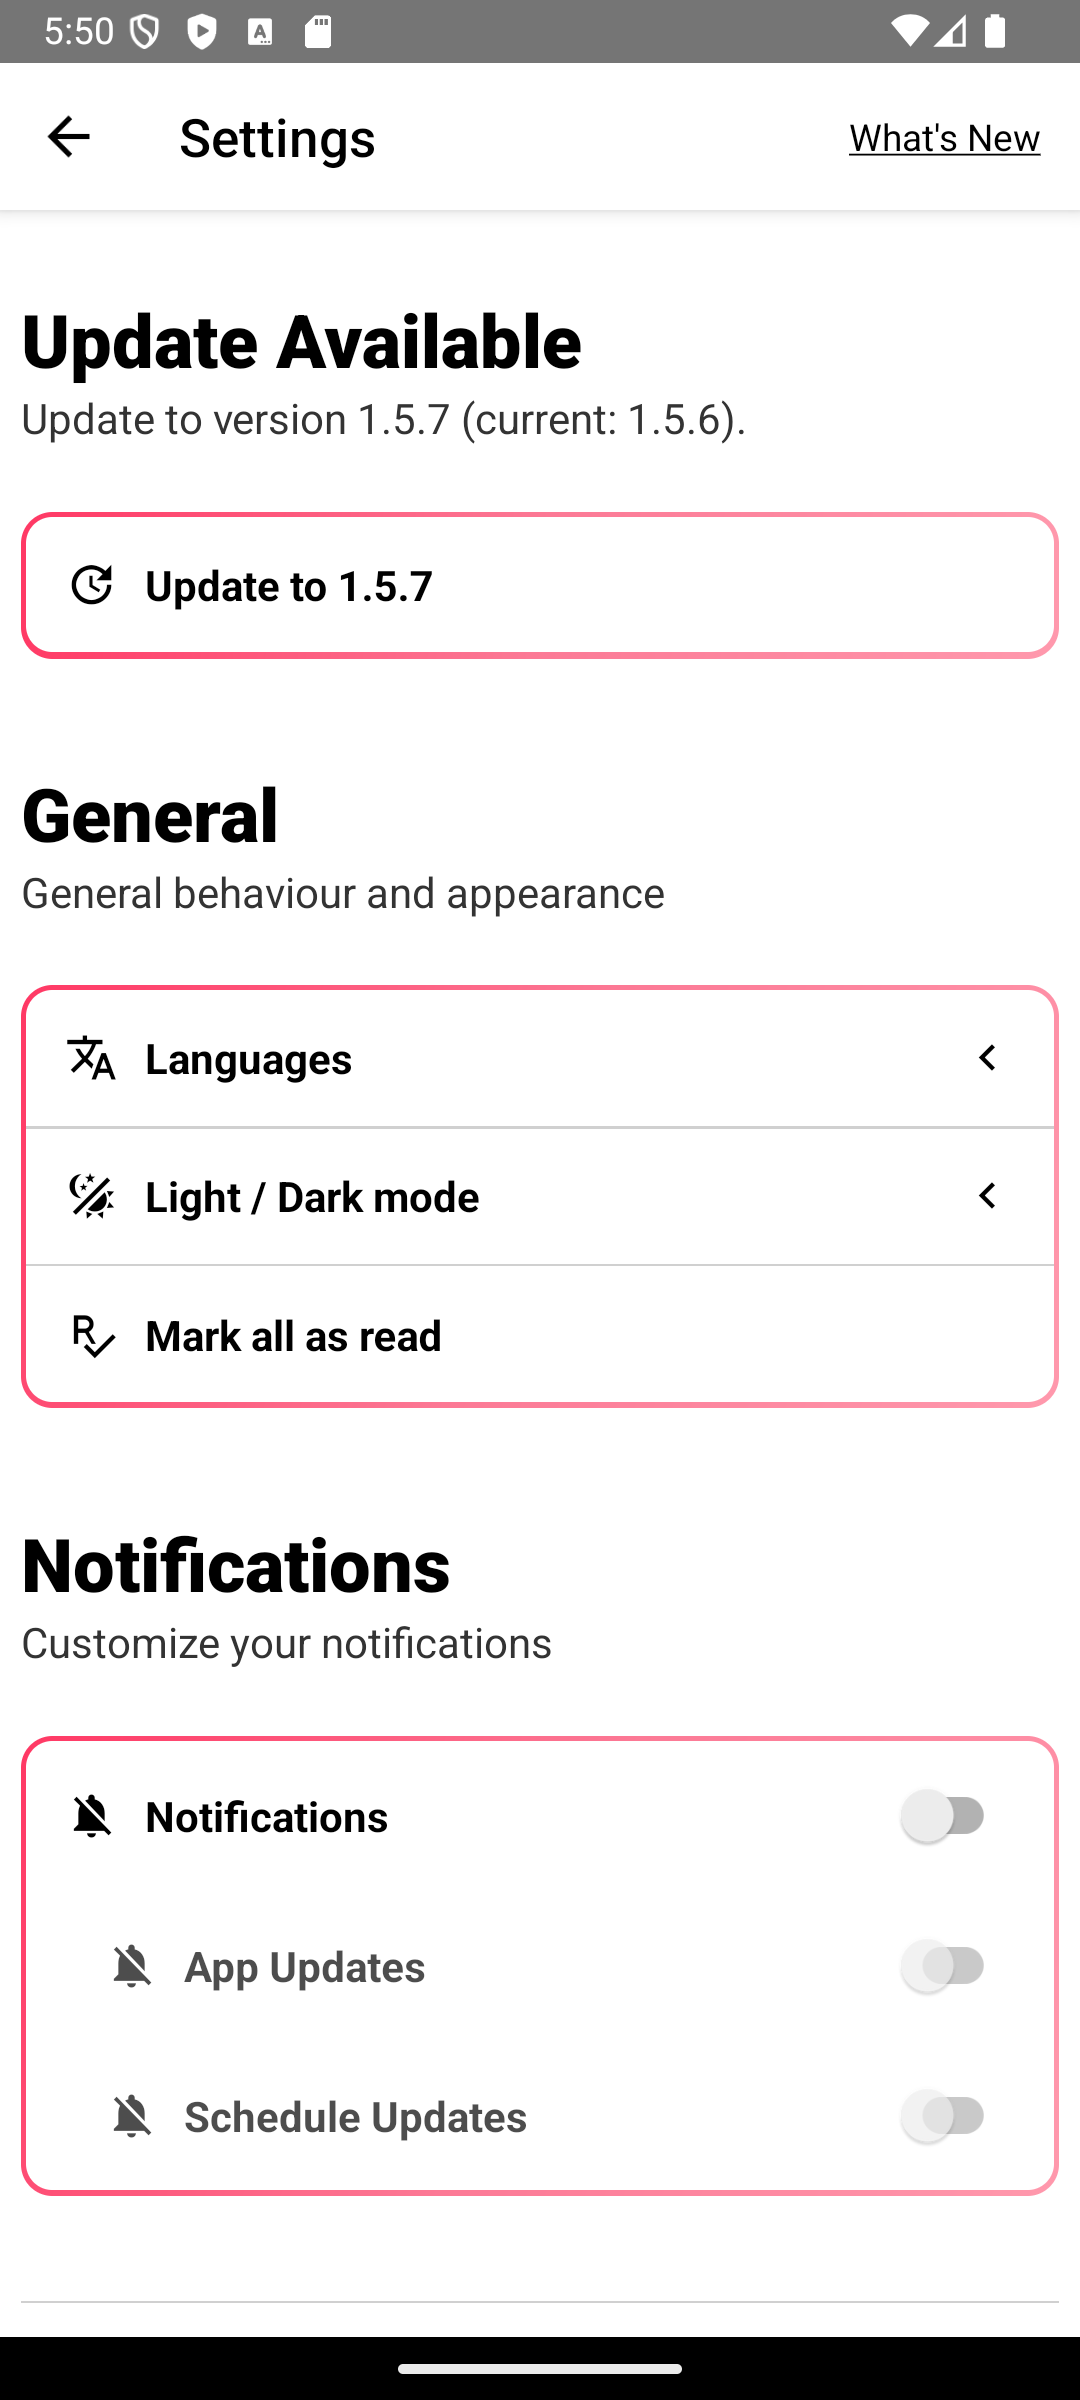 5:50
Settings
What's New
Update Available
Update to version 1.5.7 (current: 1.5.6).
Update to 1.5.7
General
General behaviour and appearance
Languages
Light / Dark mode
Mark all as read
Notifications
Customize your notifications
Notifications
App Updates
Schedule Updates